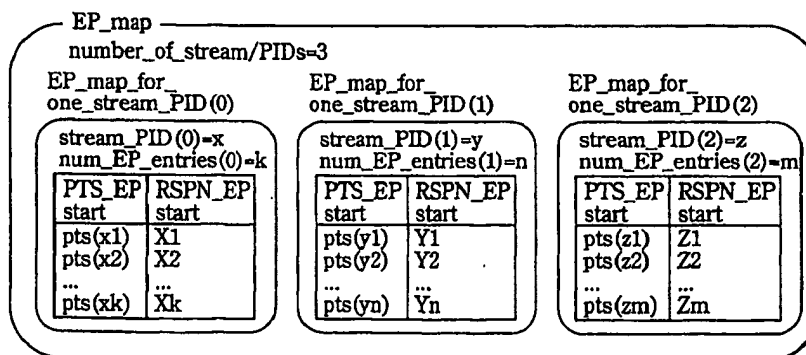 EP_map
number_of_stream/PIDs=3
EP_map_for_
one_stream_PID(0)
stream_PID(0)=x
num_EP_entries(0)=k
PTS_EP start RSPN_EP start
pts(x1) X1
pts(x2) X2
... ...
pts(xk) Xk
EP_map_for_
one_stream_PID(1)
stream_PID(1)=y
num_EP_entries(1)=n
PTS_EP start RSPN_EP start
pts(y1) Y1
pts(y2) Y2
... ...
pts(yn) Yn
EP_map_for_
one_stream_PID(2)
stream_PID(2)=z
num_EP_entries(2)=m
PTS_EP start RSPN_EP start
pts(z1) Z1
pts(z2) Z2
... ...
pts(zm) Zm